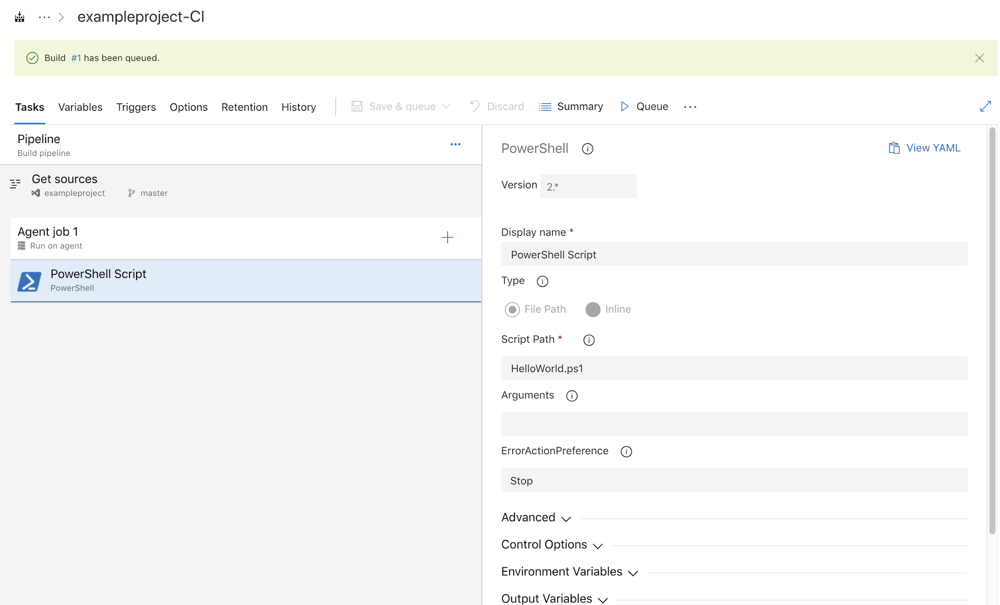 ··· > exampleproject-CI
Build #1 has been queued.
Tasks Variables Triggers Options Retention History Save & queue Discard Summary Queue ···
Pipeline
Build pipeline
Get sources
exampleproject master
Agent job 1
Run on agent
PowerShell Script
PowerShell
PowerShell
View YAML
Version 2.*
Display name *
PowerShell Script
Type
File Path Inline
Script Path *
HelloWorld.ps1
Arguments
ErrorActionPreference
Stop
Advanced
Control Options
Environment Variables
Output Variables